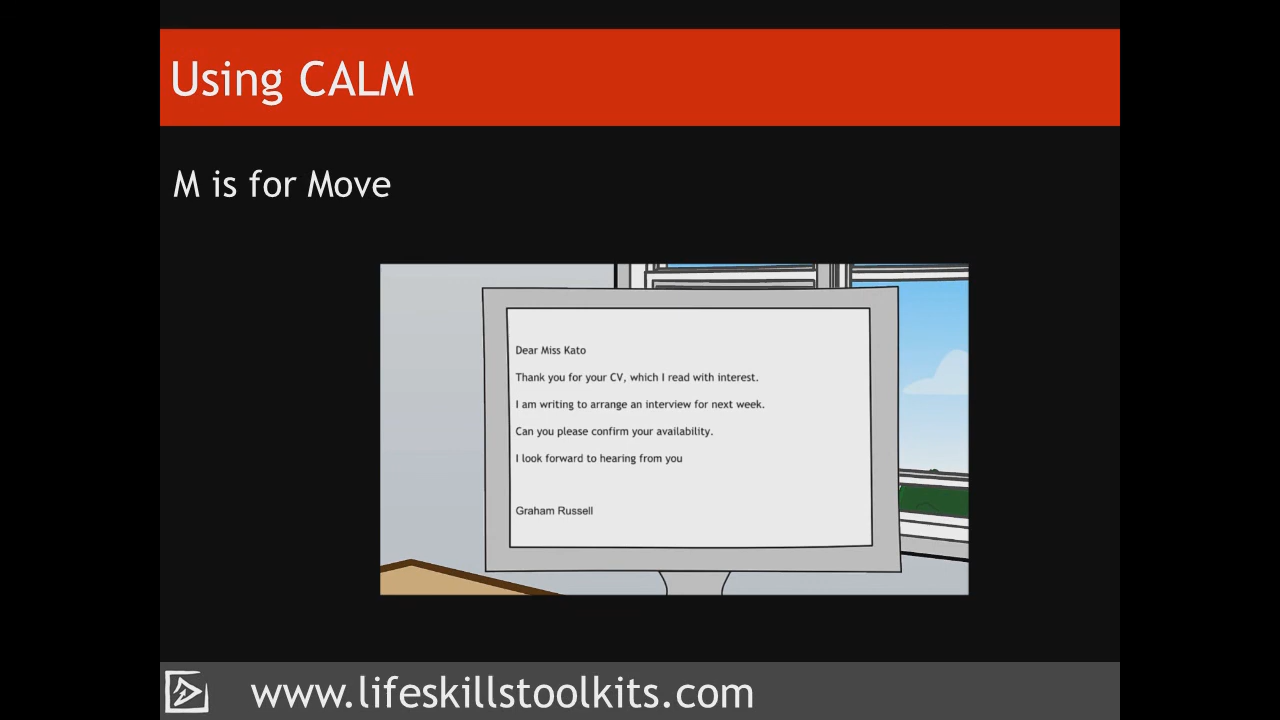 Using CALM
M is for Move
Dear Miss Kato
Thank you for your CV, which I read with interest.
I am writing to arrange an interview for next week.
Can you please confirm your availability.
I look forward to hearing from you
Graham Russell
www.lifeskillstoolkits.com